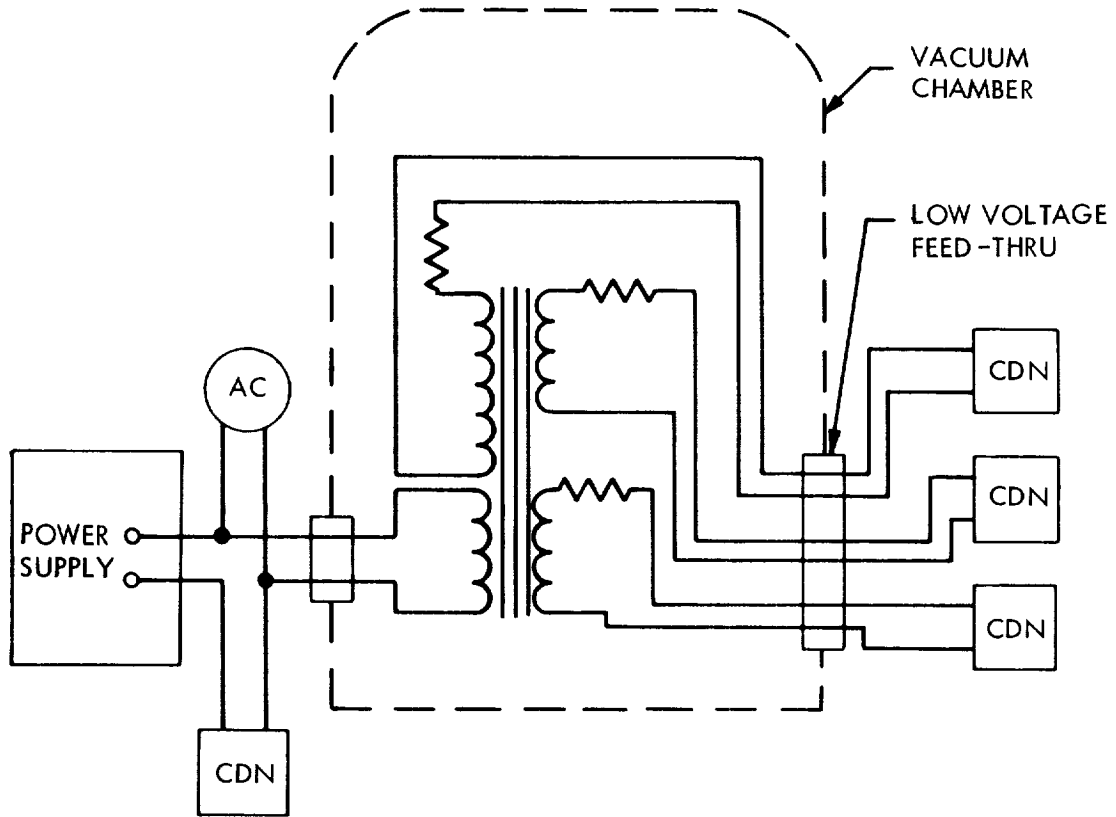 VACUUM
CHAMBER
LOW VOLTAGE
FEED-THRU
AC
CDN
CDN
POWER
SUPPLY
CDN
CDN